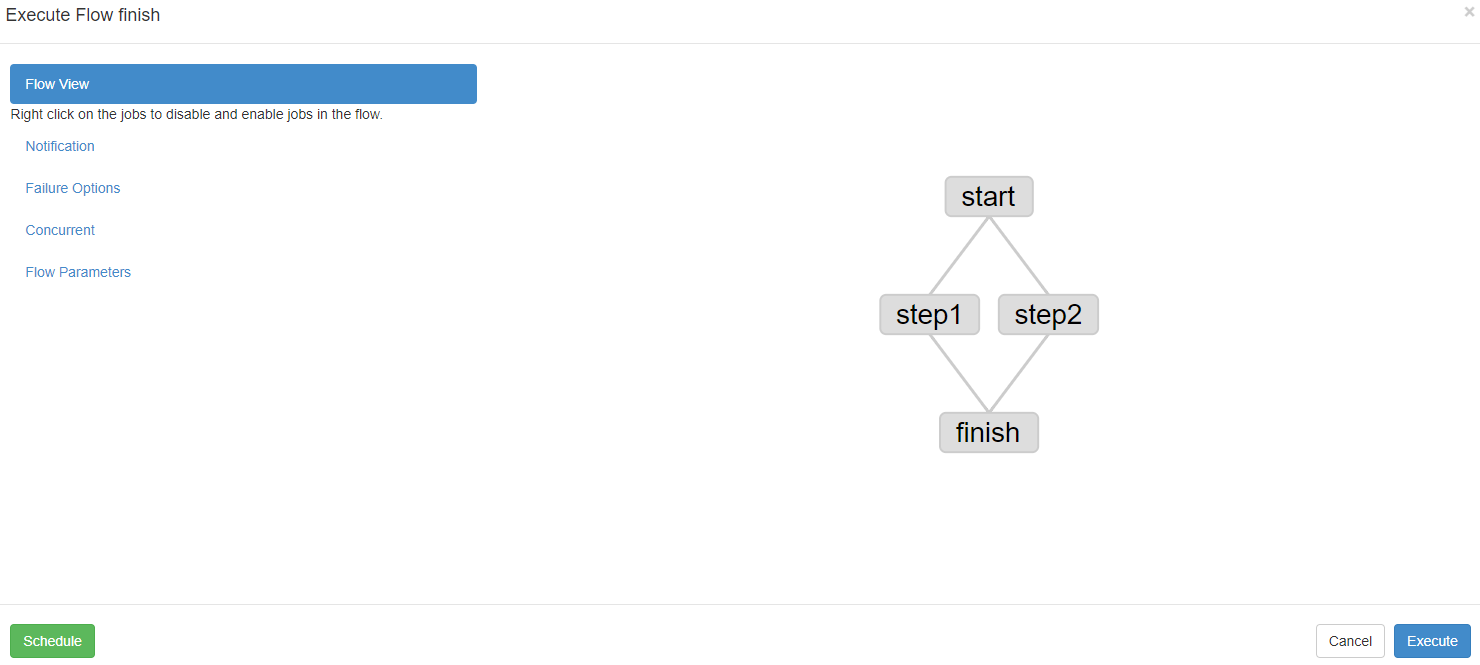 Execute Flow finish
×
Flow View
Right click on the jobs to disable and enable jobs in the flow.
Notification
Failure Options
Concurrent
Flow Parameters
start
step1 step2
finish
Schedule
Cancel Execute